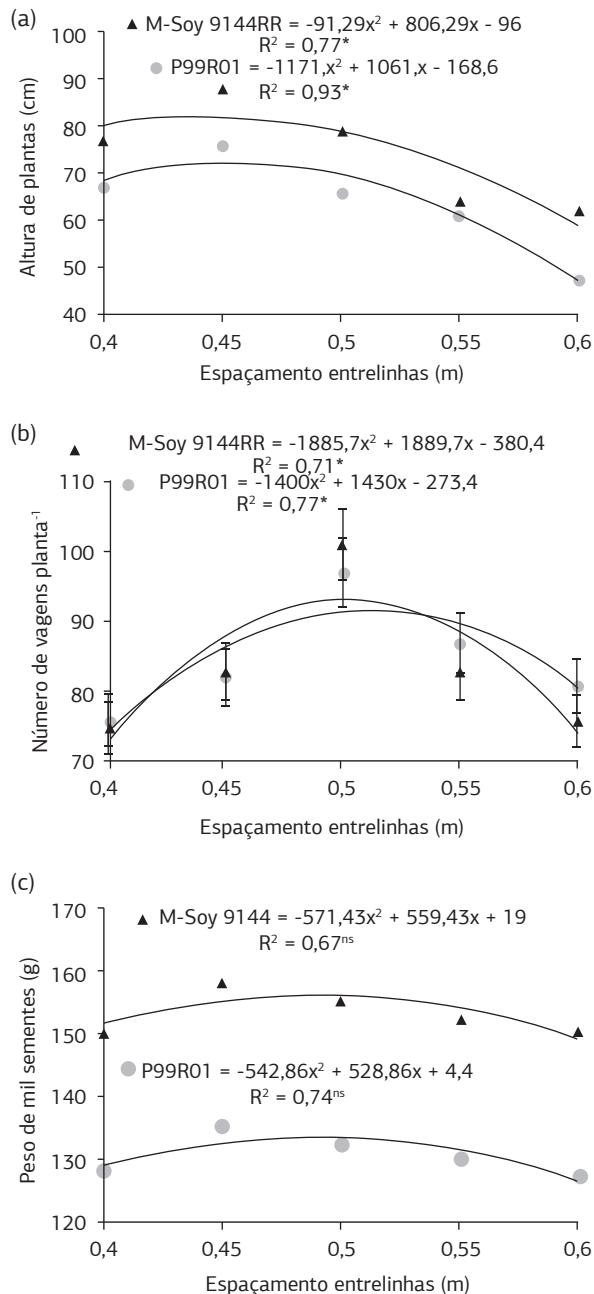 (a)
M-Soy 9144RR = -91,29x² + 806,29x - 96
R² = 0,77*
P99R01 = -1171,x² + 1061,x - 168,6
R² = 0,93*
Altura de plantas (cm)
100
90
80
70
60
50
40
0,4 0,45 0,5 0,55 0,6
Espaçamento entrelinhas (m)
(b)
M-Soy 9144RR = -1885,7x² + 1889,7x - 380,4
R² = 0,71*
P99R01 = -1400x² + 1430x - 273,4
R² = 0,77*
Número de vagens planta⁻¹
110
100
90
80
70
0,4 0,45 0,5 0,55 0,6
Espaçamento entrelinhas (m)
(c)
M-Soy 9144 = -571,43x² + 559,43x + 19
R² = 0,67ⁿˢ
P99R01 = -542,86x² + 528,86x + 4,4
R² = 0,74ⁿˢ
Peso de mil sementes (g)
170
160
150
140
130
120
0,4 0,45 0,5 0,55 0,6
Espaçamento entrelinhas (m)